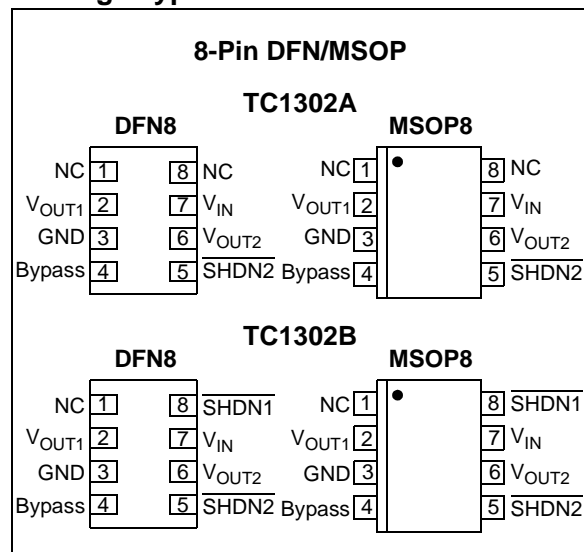 8-Pin DFN/MSOP
TC1302A
DFN8 MSOP8
NC 1 8 NC NC 1 8 NC
VOUT1 2 7 VIN VOUT1 2 7 VIN
GND 3 6 VOUT2 GND 3 6 VOUT2
Bypass 4 5 SHDN2 Bypass 4 5 SHDN2
TC1302B
DFN8 MSOP8
NC 1 8 SHDN1 NC 1 8 SHDN1
VOUT1 2 7 VIN VOUT1 2 7 VIN
GND 3 6 VOUT2 GND 3 6 VOUT2
Bypass 4 5 SHDN2 Bypass 4 5 SHDN2